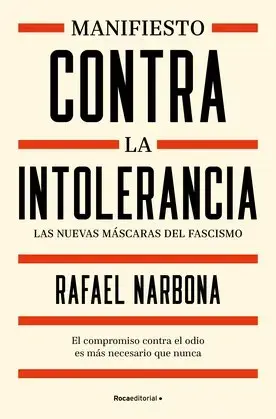 MANIFIESTO
CONTRA
LA
INTOLERANCIA
LAS NUEVAS MÁSCARAS DEL FASCISMO
RAFAEL NARBONA
El compromiso contra el odio
es más necesario que nunca
Rocaeditorial